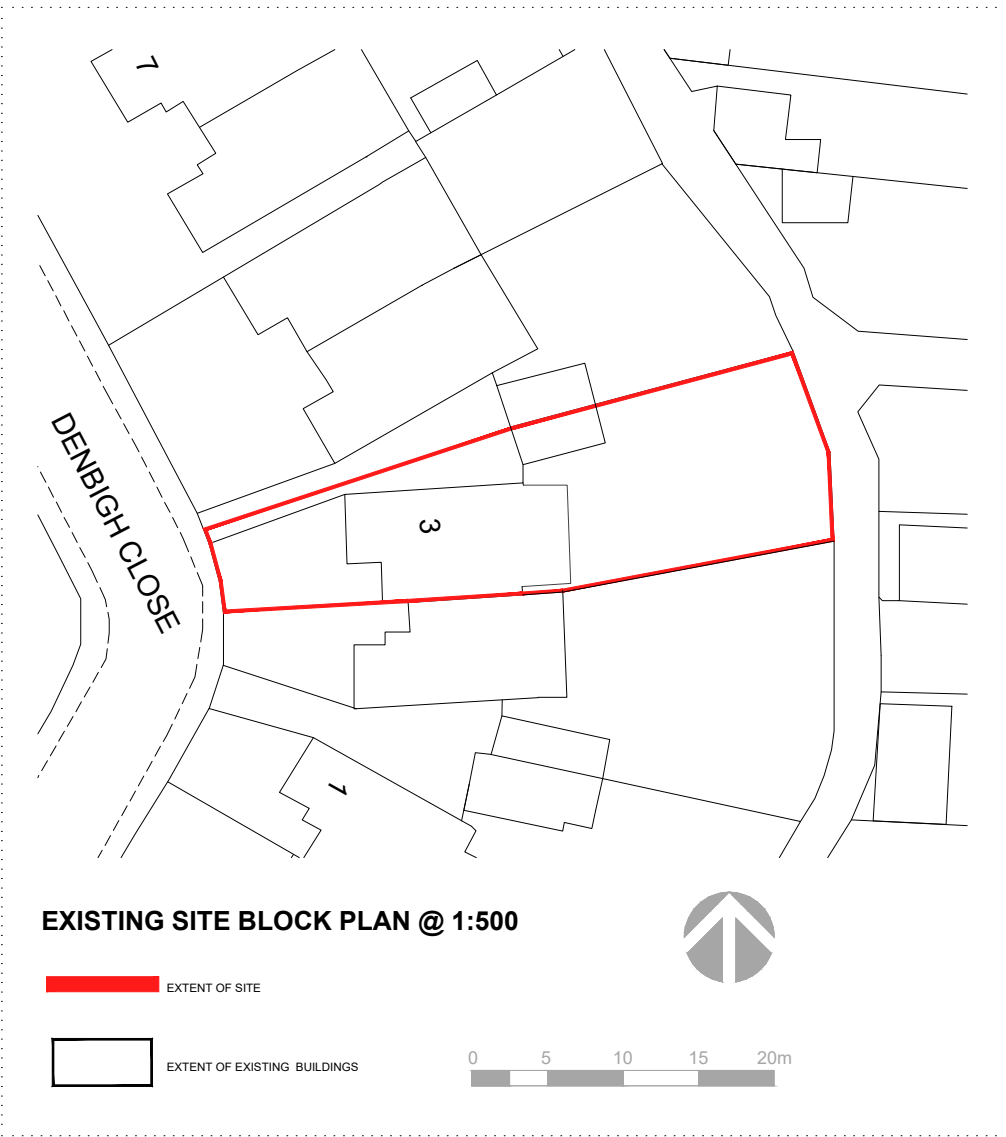 7
DENBIGH CLOSE
3
1
EXISTING SITE BLOCK PLAN @ 1:500
EXTENT OF SITE
EXTENT OF EXISTING BUILDINGS
0 5 10 15 20m